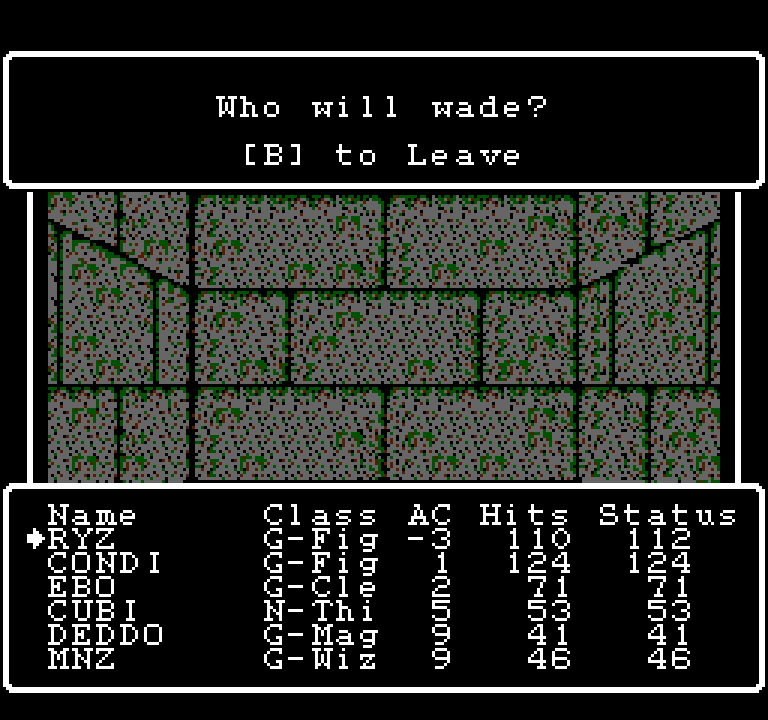 Who will wade?
[B] to Leave
Name Class AC Hits Status
RYZ G-Fig -3 110 112
CONDI G-Fig 1 124 124
EBO G-Cle 2 71 71
CUBI N-Thi 5 53 53
DEDDO G-Mag 9 41 41
MNZ G-Wiz 9 46 46